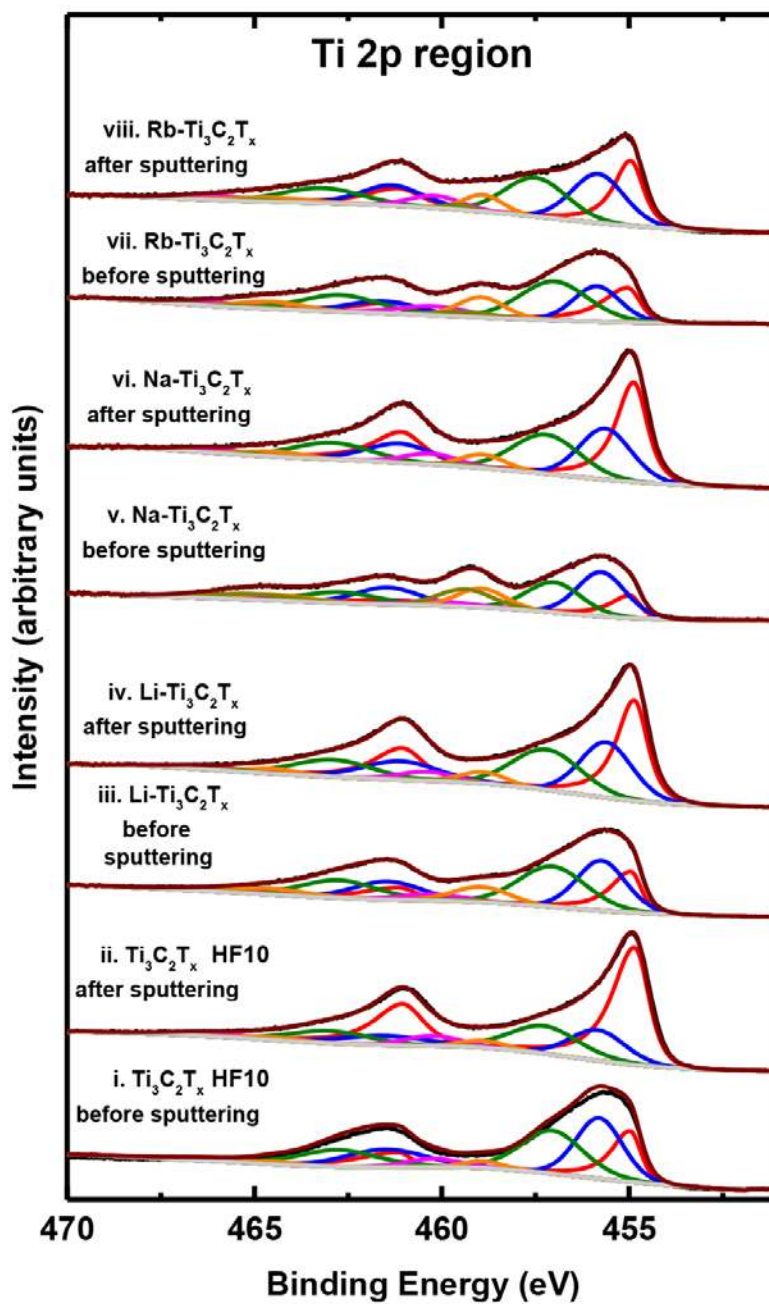 Ti 2p region
viii. Rb-Ti₃C₂Tₓ
after sputtering
vii. Rb-Ti₃C₂Tₓ
before sputtering
vi. Na-Ti₃C₂Tₓ
after sputtering
v. Na-Ti₃C₂Tₓ
before sputtering
iv. Li-Ti₃C₂Tₓ
after sputtering
iii. Li-Ti₃C₂Tₓ
before
sputtering
ii. Ti₃C₂Tₓ HF10
after sputtering
i. Ti₃C₂Tₓ HF10
before sputtering
Intensity (arbitrary units)
470 465 460 455
Binding Energy (eV)